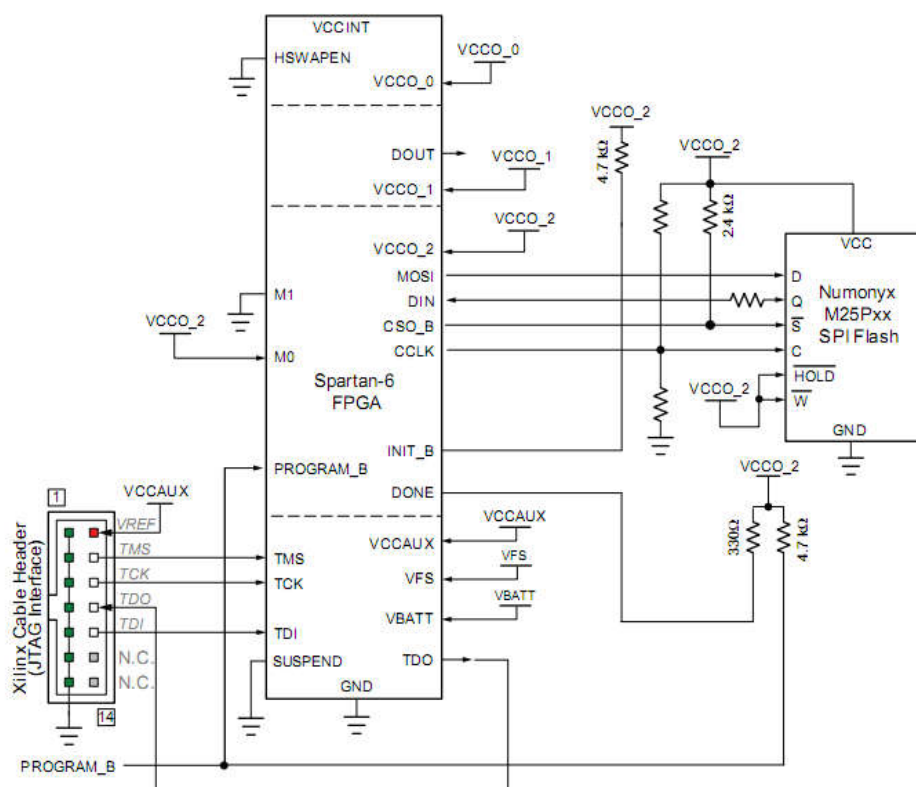 VCCINT
HSWAPEN
VCCO_0
VCCO_0
DOUT
VCCO_1
VCCO_1
VCCO_2
4.7 kΩ
VCCO_2
2.4 kΩ
VCCO_2
VCCO_2
MOSI
DIN
CSO_B
CCLK
M1
VCCO_2
M0
Spartan-6
FPGA
VCC
D
Q
S
C
HOLD
W
GND
Numonyx
M25Pxx
SPI Flash
VCCO_2
INIT_B
PROGRAM_B
DONE
VCCO_2
330Ω
4.7 kΩ
1
VCCAUX
VREF
TMS
TCK
TDO
TDI
N.C.
N.C.
14
Xilinx Cable Header
(JTAG Interface)
TMS
TCK
TDI
SUSPEND
VCCAUX
VCCAUX
VFS
VFS
VBATT
VBATT
TDO
GND
PROGRAM_B